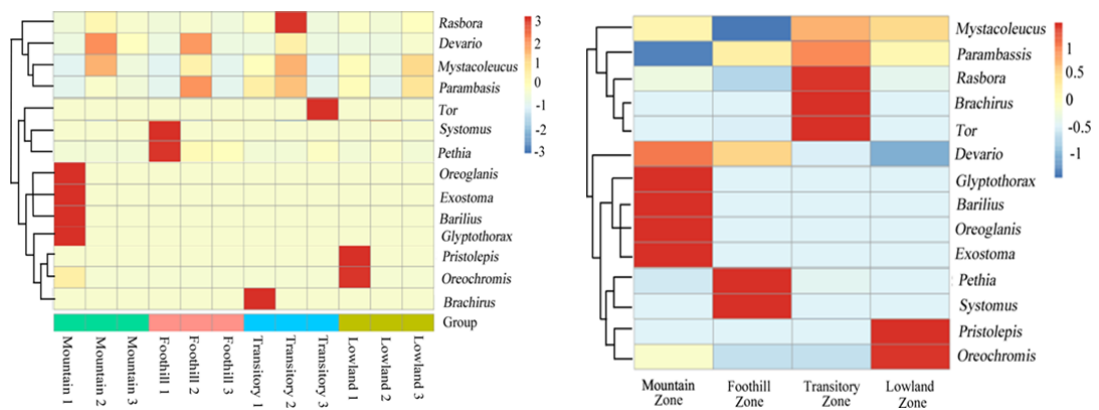 Rasbora
Devario
Mystacoleucus
Parambasis
Tor
Systomus
Pethia
Oreoglanis
Exostoma
Barilius
Glyptothorax
Pristolepis
Oreochromis
Brachirus
Group
3
2
1
0
-1
-2
-3
Mountain 1
Mountain 2
Mountain 3
Foothill 1
Foothill 2
Foothill 3
Transitory 1
Transitory 2
Transitory 3
Lowland 1
Lowland 2
Lowland 3
Mystacoleucus
Parambassis
Rasbora
Brachirus
Tor
Devario
Glyptothorax
Barilius
Oreoglanis
Exostoma
Pethia
Systomus
Pristolepis
Oreochromis
1
0.5
0
-0.5
-1
Mountain
Zone
Foothill
Zone
Transitory
Zone
Lowland
Zone